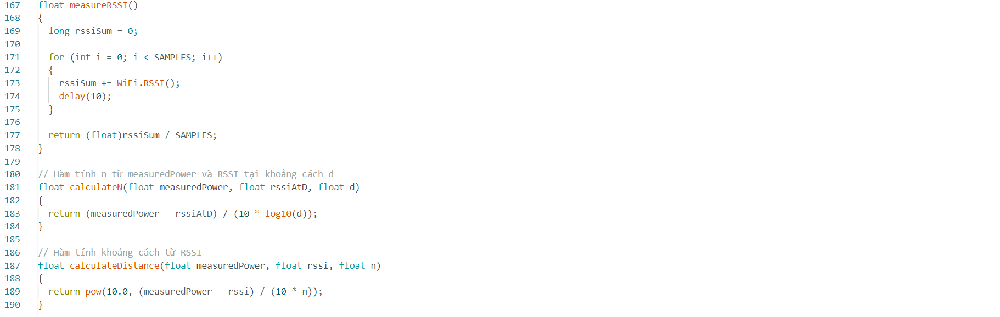 167 float measureRSSI()
168 {
169 long rssiSum = 0;
170
171 for (int i = 0; i < SAMPLES; i++)
172 {
173 rssiSum += WiFi.RSSI();
174 delay(10);
175 }
176
177 return (float)rssiSum / SAMPLES;
178 }
179
180 // Hàm tính n từ measuredPower và RSSI tại khoảng cách d
181 float calculateN(float measuredPower, float rssiAtD, float d)
182 {
183 return (measuredPower - rssiAtD) / (10 * log10(d));
184 }
185
186 // Hàm tính khoảng cách từ RSSI
187 float calculateDistance(float measuredPower, float rssi, float n)
188 {
189 return pow(10.0, (measuredPower - rssi) / (10 * n));
190 }